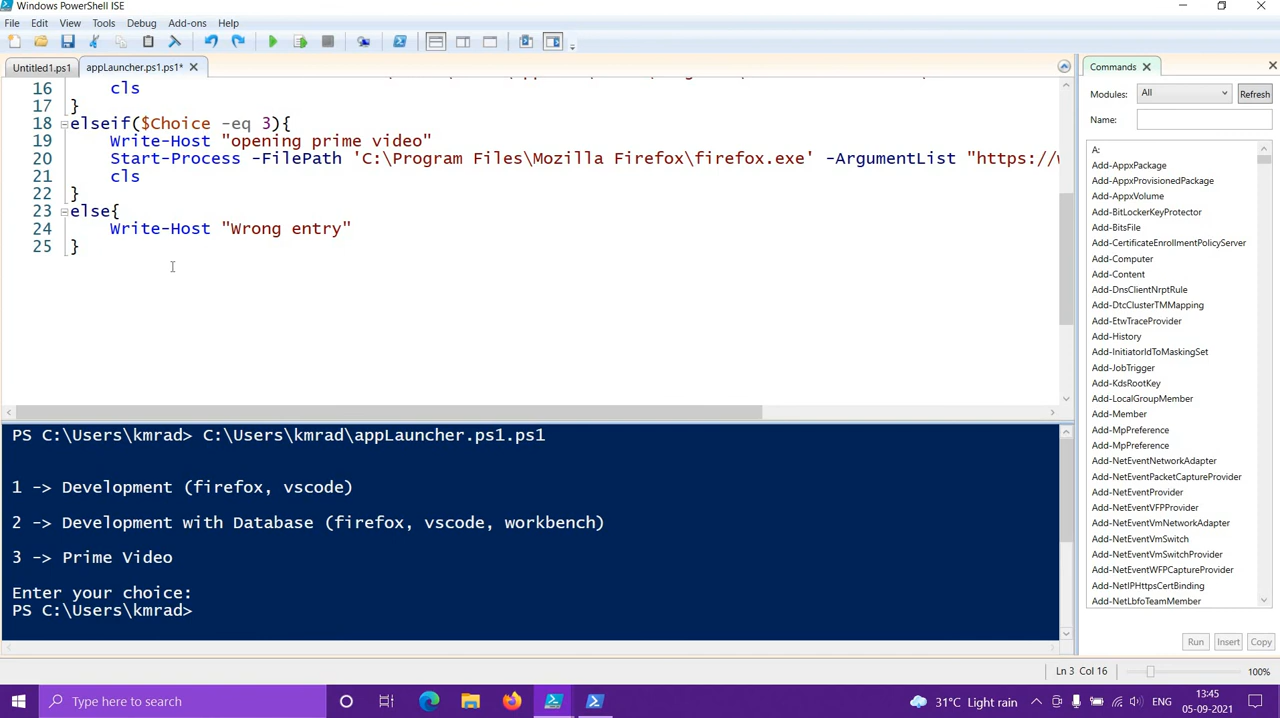 Windows PowerShell ISE
File Edit View Tools Debug Add-ons Help
Untitled1.ps1 appLauncher.ps1.ps1*
16 cls
17 }
18 elseif($Choice -eq 3){
19 Write-Host "opening prime video"
20 Start-Process -FilePath 'C:\Program Files\Mozilla Firefox\firefox.exe' -ArgumentList "https://w
21 cls
22 }
23 else{
24 Write-Host "Wrong entry"
25 }
PS C:\Users\kmrad> C:\Users\kmrad\appLauncher.ps1.ps1
1 -> Development (firefox, vscode)
2 -> Development with Database (firefox, vscode, workbench)
3 -> Prime Video
Enter your choice:
PS C:\Users\kmrad>
Commands
Modules: All Refresh
Name:
A:
Add-AppxPackage
Add-AppxProvisionedPackage
Add-AppxVolume
Add-BitLockerKeyProtector
Add-BitsFile
Add-CertificateEnrollmentPolicyServer
Add-Computer
Add-Content
Add-DnsClientNrptRule
Add-DtcClusterTMMapping
Add-EtwTraceProvider
Add-History
Add-InitiatorIdToMaskingSet
Add-JobTrigger
Add-KdsRootKey
Add-LocalGroupMember
Add-Member
Add-MpPreference
Add-MpPreference
Add-NetEventNetworkAdapter
Add-NetEventPacketCaptureProvider
Add-NetEventProvider
Add-NetEventVFPProvider
Add-NetEventVmNetworkAdapter
Add-NetEventVmSwitch
Add-NetEventVmSwitchProvider
Add-NetEventWFPCaptureProvider
Add-NetIPHttpsCertBinding
Add-NetLbfoTeamMember
Run Insert Copy
Ln 3 Col 16 100%
Type here to search
31°C Light rain ENG 13:45
05-09-2021